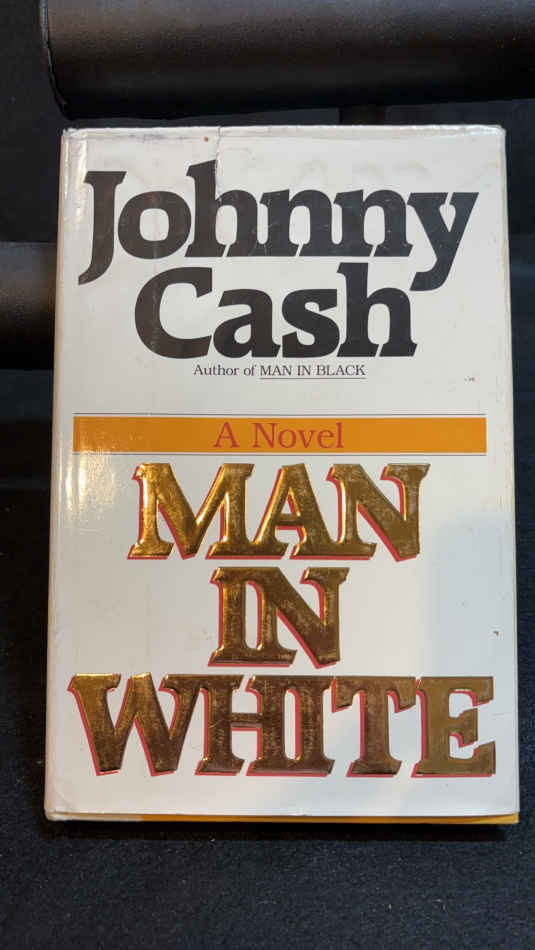 Johnny
Cash
Author of MAN IN BLACK
A Novel
MAN
IN
WHITE